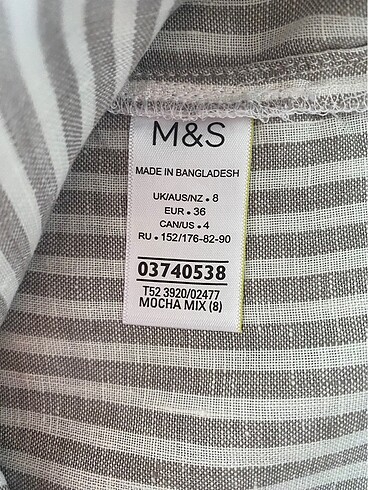 M&S
MADE IN BANGLADESH
UK/AUS/NZ • 8
EUR • 36
CAN/US • 4
RU • 152/176-82-90
03740538
T52 3920/02477
MOCHA MIX (8)